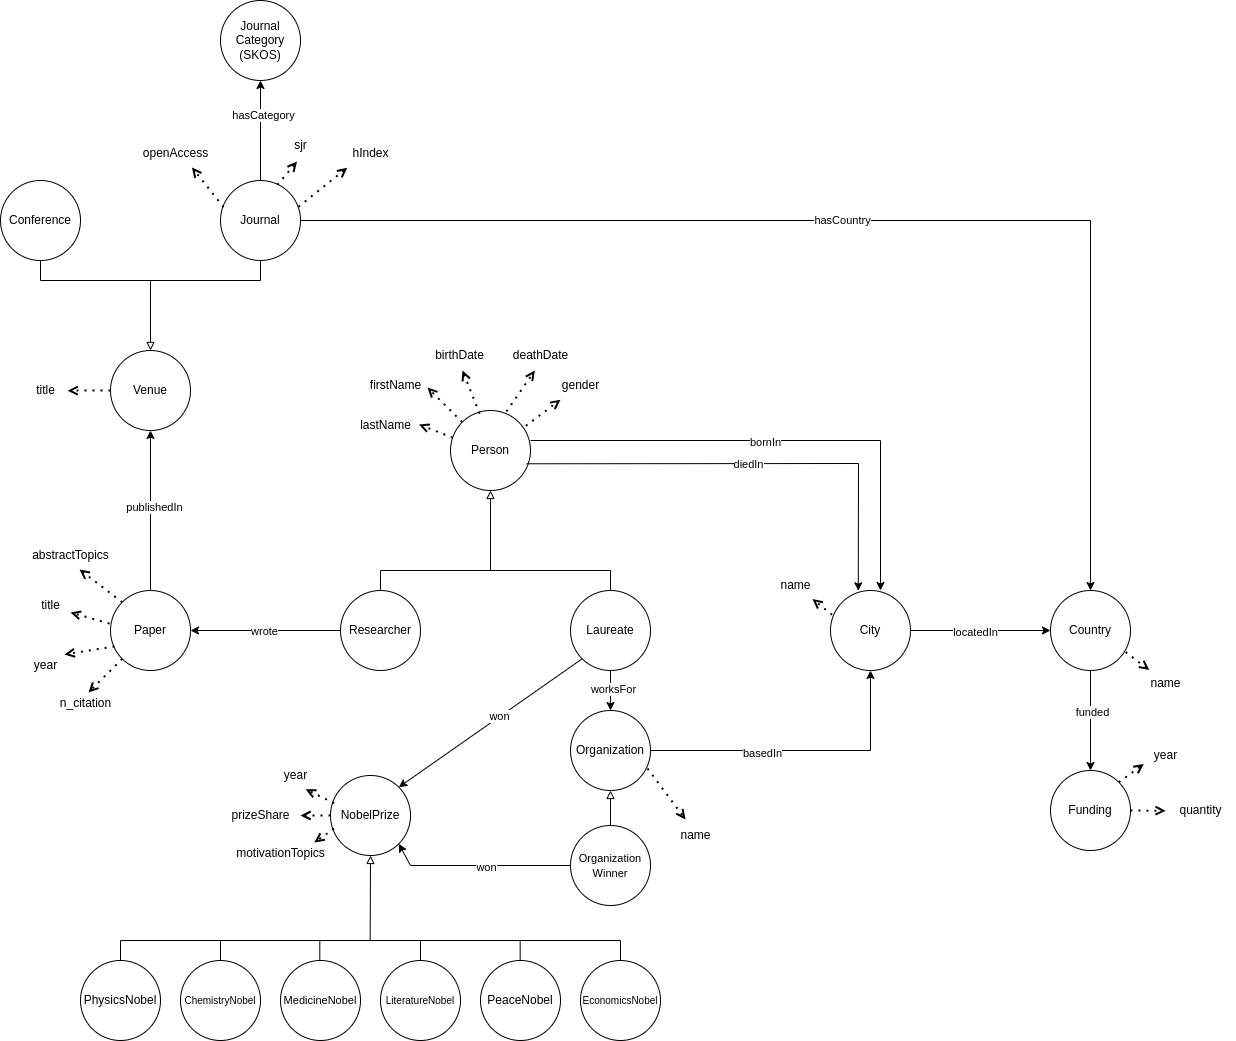 Journal
Category
(SKOS)
hasCategory
openAccess
sjr
hIndex
Conference
Journal
hasCountry
title
Venue
birthDate
deathDate
firstName
gender
lastName
Person
bornIn
diedIn
publishedIn
abstractTopics
title
year
n_citation
Paper
wrote
Researcher
Laureate
name
City
locatedIn
Country
name
worksFor
won
funded
Organization
basedIn
name
year
quantity
Funding
year
prizeShare
motivationTopics
NobelPrize
won
Organization
Winner
PhysicsNobel
ChemistryNobel
MedicineNobel
LiteratureNobel
PeaceNobel
EconomicsNobel